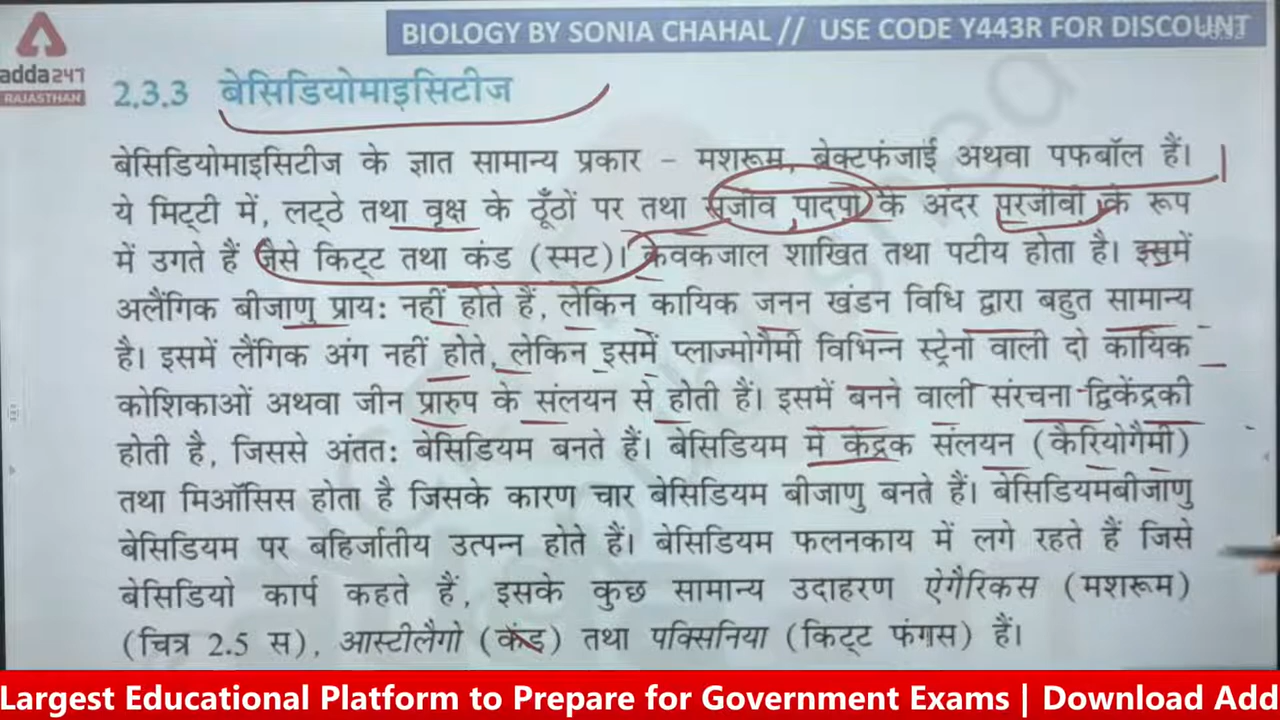 BIOLOGY BY SONIA CHAHAL // USE CODE Y443R FOR DISCOUNT
adda247
RAJASTHAN
2.3.3 बेसिडियोमाइसिटीज
बेसिडियोमाइसिटीज के ज्ञात सामान्य प्रकार – मशरूम, ब्रेक्टफंजाई अथवा पफबॉल हैं।
ये मिट्टी में, लट्ठे तथा वृक्ष के ठूँठों पर तथा सजीव पादपों के अंदर परजीवी के रूप
में उगते हैं जैसे किट्ट तथा कंड (स्मट)। कवकजाल शाखित तथा पटीय होता है। इसमें
अलैंगिक बीजाणु प्राय: नहीं होते हैं, लेकिन कायिक जनन खंडन विधि द्वारा बहुत सामान्य
है। इसमें लैंगिक अंग नहीं होते, लेकिन इसमें प्लाज्मोगैमी विभिन्न स्ट्रेनों वाली दो कायिक
कोशिकाओं अथवा जीन प्रारुप के संलयन से होती हैं। इसमें बनने वाली संरचना-द्विकेंद्रकी
होती है, जिससे अंतत: बेसिडियम बनते हैं। बेसिडियम में केंद्रक संलयन (कैरियोगैमी)
तथा मिऑसिस होता है जिसके कारण चार बेसिडियम बीजाणु बनते हैं। बेसिडियमबीजाणु
बेसिडियम पर बहिर्जातीय उत्पन्न होते हैं। बेसिडियम फलनकाय में लगे रहते हैं जिसे
बेसिडियो कार्प कहते हैं, इसके कुछ सामान्य उदाहरण ऐगैरिकस (मशरूम)
(चित्र 2.5 स), आस्टीलैगो (कंड) तथा पक्सिनिया (किट्ट फंगस) हैं।
Largest Educational Platform to Prepare for Government Exams | Download Add